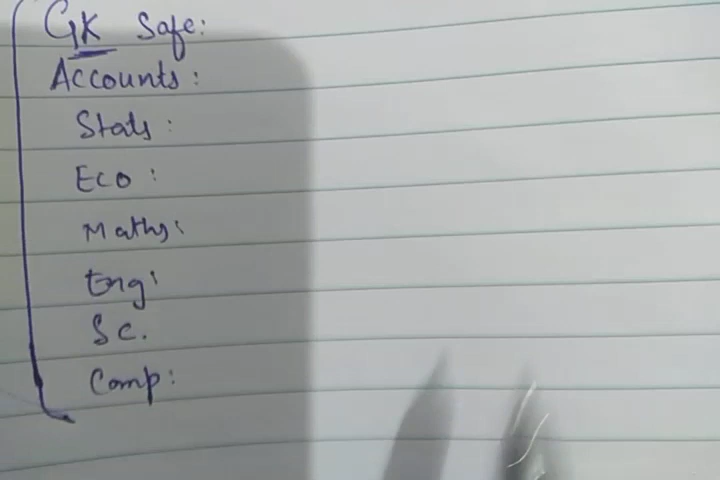 GK Safe:
Accounts:
Stats:
Eco:
Maths:
Eng:
Sc.
Comp: